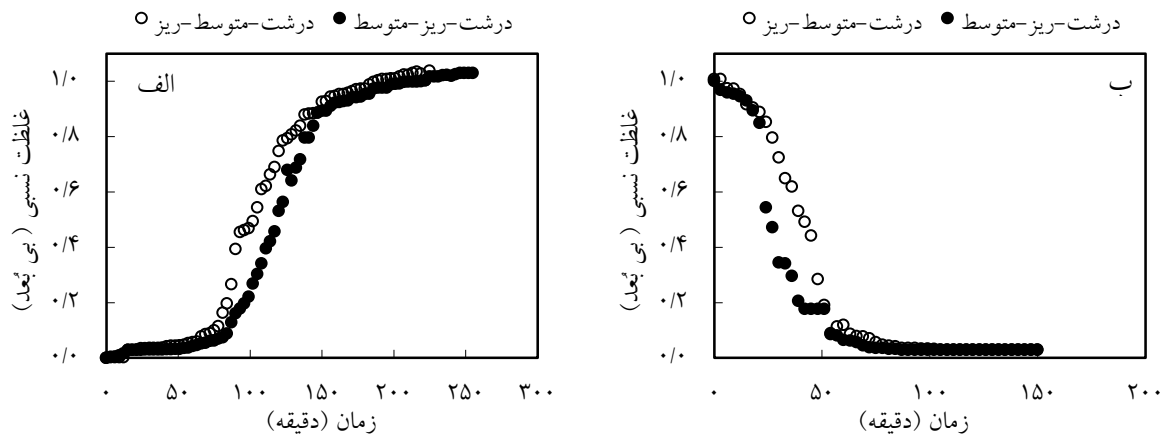 درشت-متوسط-ریز ○ درشت-ریز-متوسط ●
الف
غلظت نسبی (بی بُعد)
۱/۰
۰/۸
۰/۶
۰/۴
۰/۲
۰/۰
۰ ۵۰ ۱۰۰ ۱۵۰ ۲۰۰ ۲۵۰ ۳۰۰
زمان (دقیقه)
درشت-متوسط-ریز ○ درشت-ریز-متوسط ●
ب
غلظت نسبی (بی بُعد)
۱/۰
۰/۸
۰/۶
۰/۴
۰/۲
۰/۰
۰ ۵۰ ۱۰۰ ۱۵۰ ۲۰۰
زمان (دقیقه)